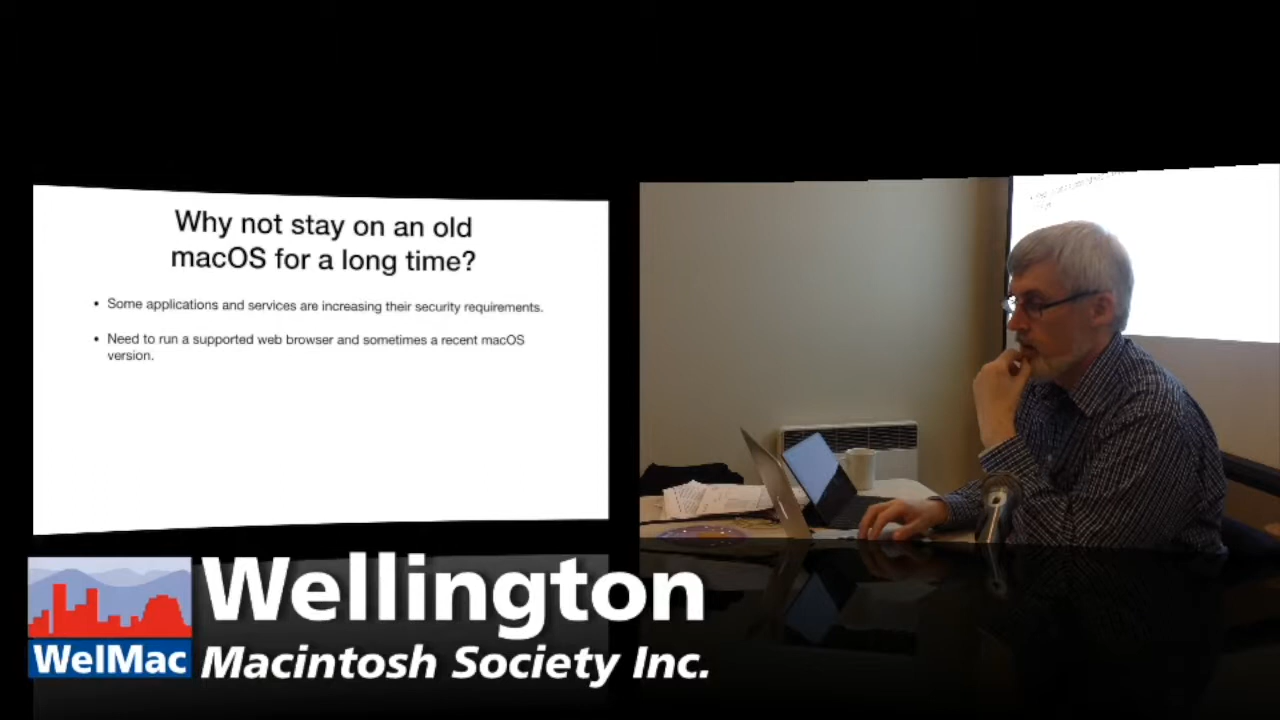 Why not stay on an old
macOS for a long time?
• Some applications and services are increasing their security requirements.
• Need to run a supported web browser and sometimes a recent macOS
version.
WelMac
Wellington
Macintosh Society Inc.